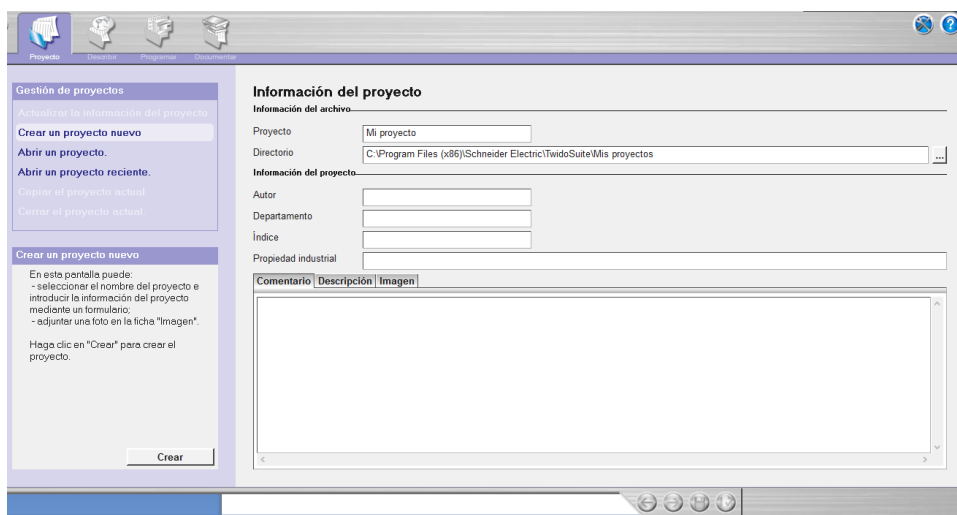 Proyecto Describir Programar Documentar
Gestión de proyectos
Actualizar la información del proyecto
Crear un proyecto nuevo
Abrir un proyecto.
Abrir un proyecto reciente.
Copiar el proyecto actual
Cerrar el proyecto actual
Crear un proyecto nuevo
En esta pantalla puede:
- seleccionar el nombre del proyecto e
introducir la información del proyecto
mediante un formulario;
- adjuntar una foto en la ficha "Imagen".
Haga clic en "Crear" para crear el
proyecto.
Crear
Información del proyecto
Información del archivo
Proyecto Mi proyecto
Directorio C:\Program Files (x86)\Schneider Electric\TwidoSuite\Mis proyectos ...
Información del proyecto
Autor
Departamento
Índice
Propiedad industrial
Comentario Descripción Imagen